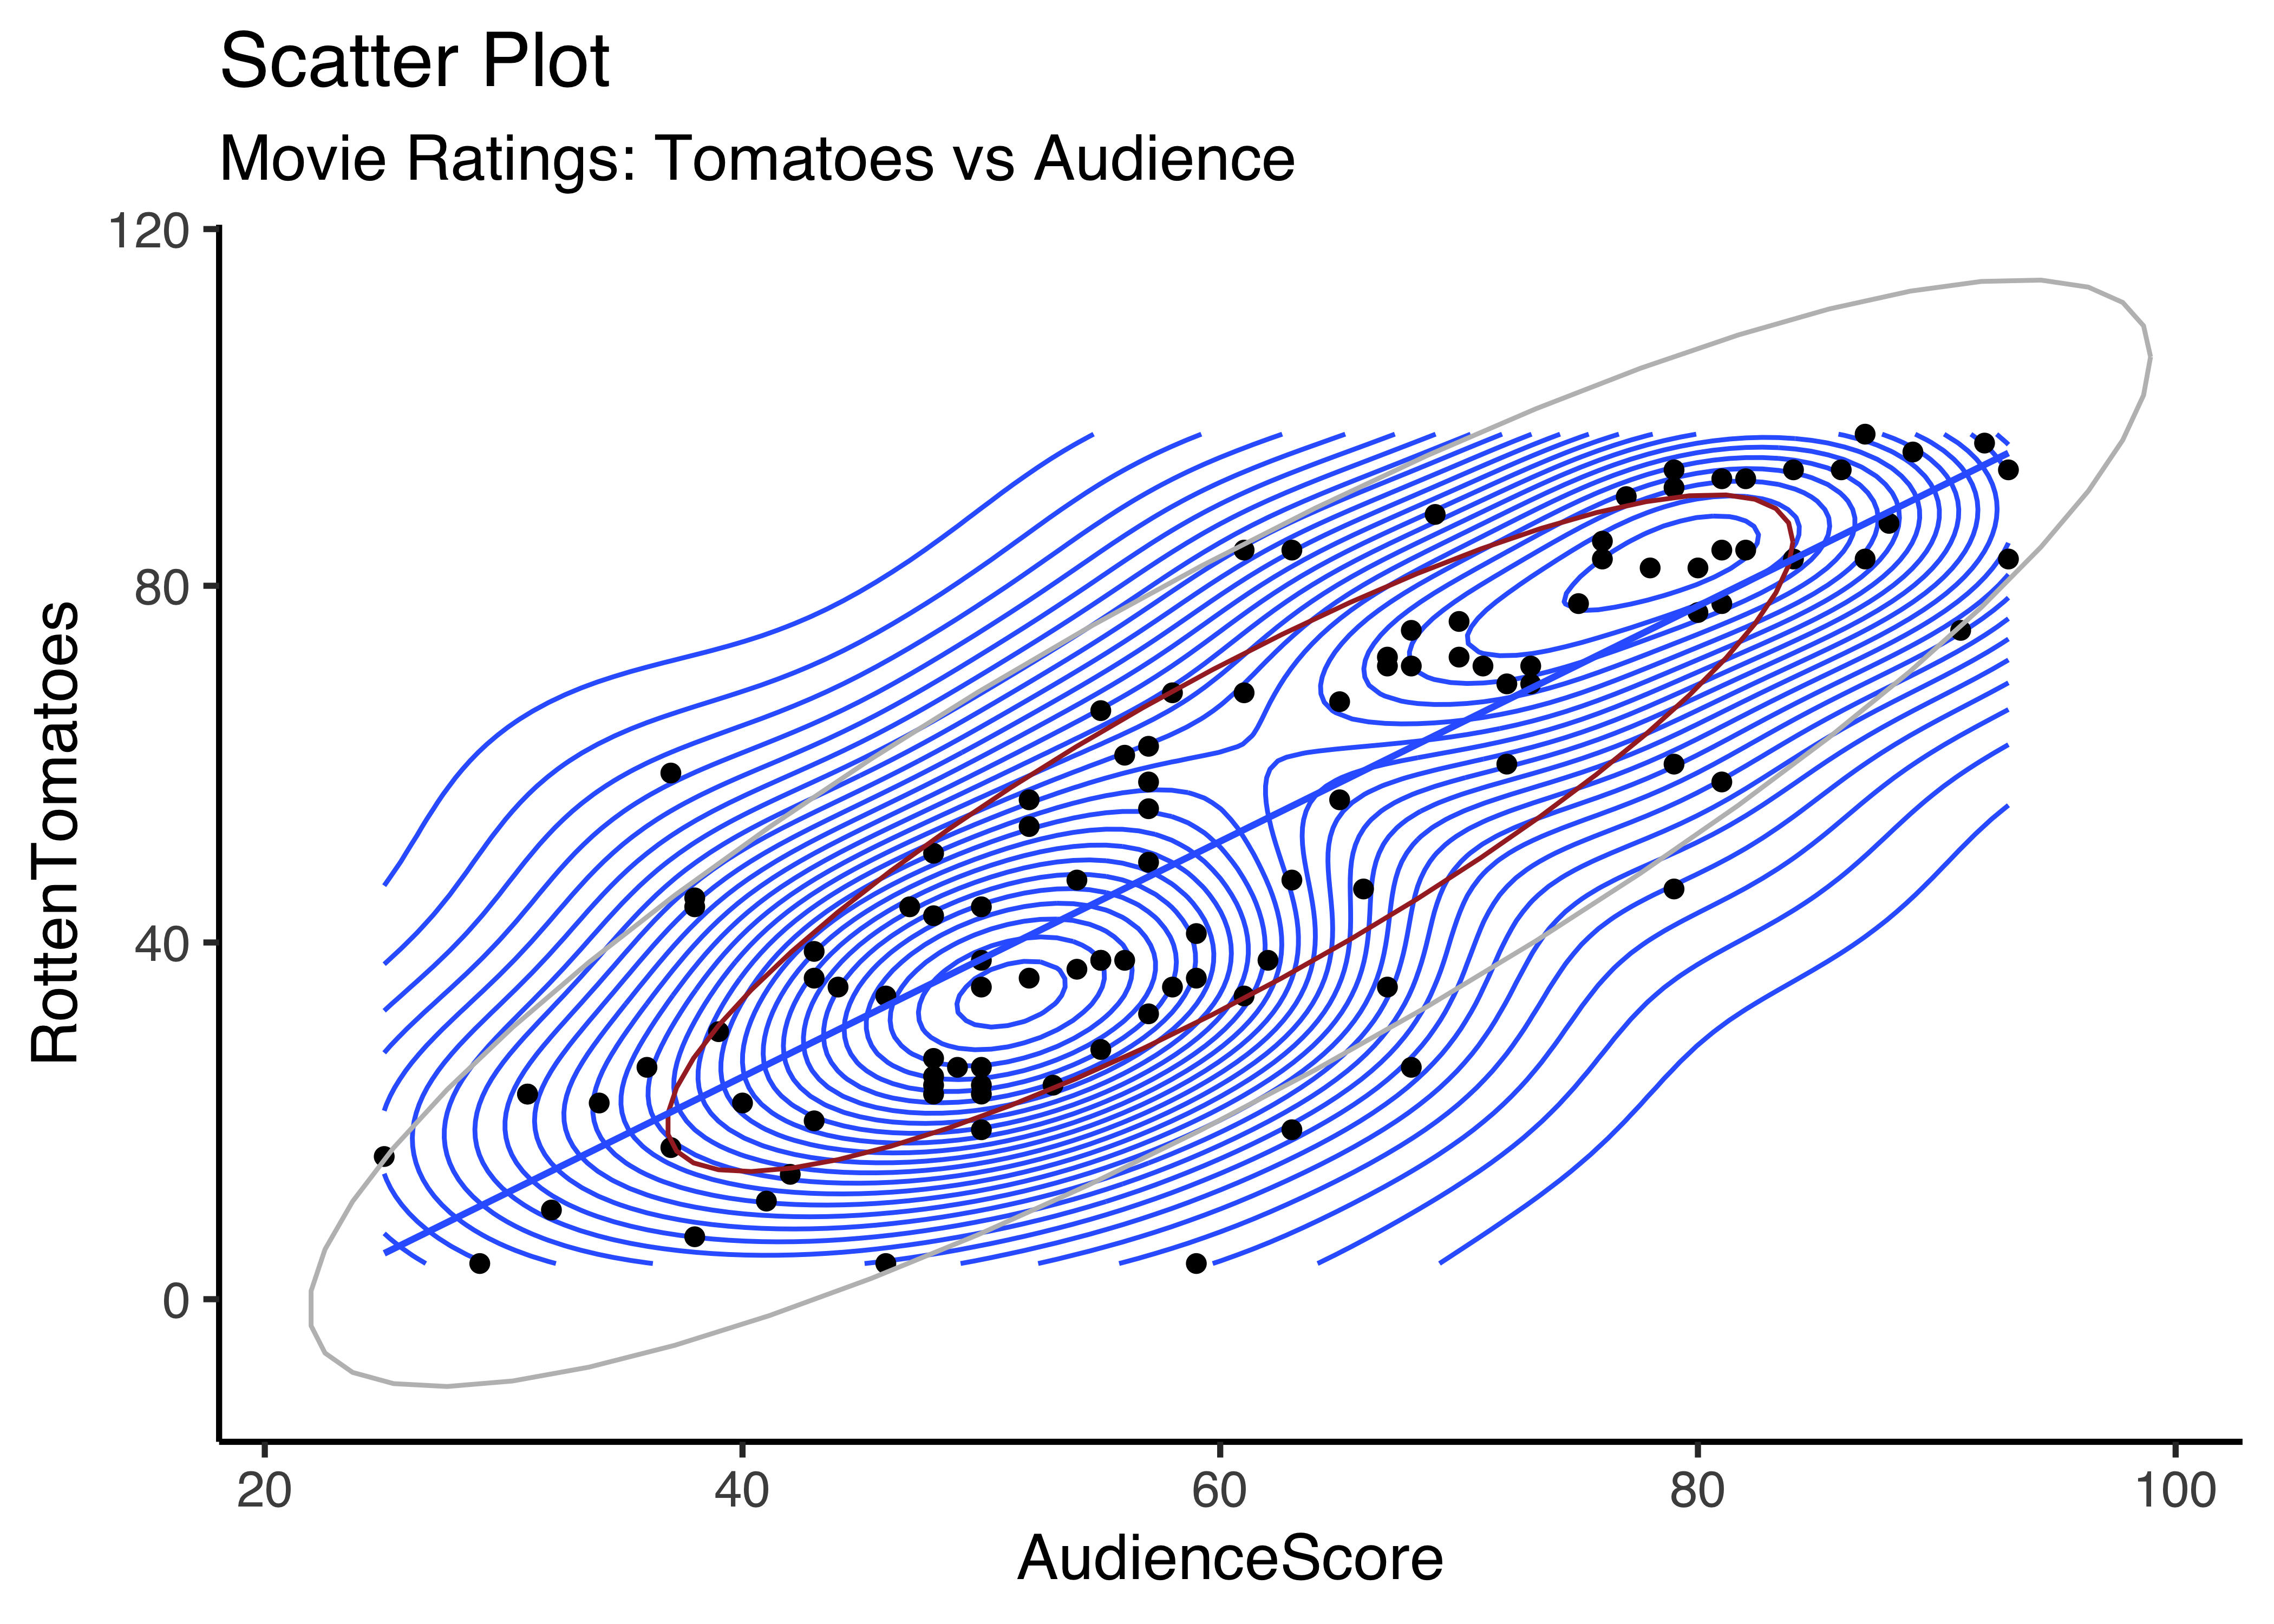 Scatter Plot
Movie Ratings: Tomatoes vs Audience
120
80
40
0
RottenTomatoes
20 40 60 80 100
AudienceScore